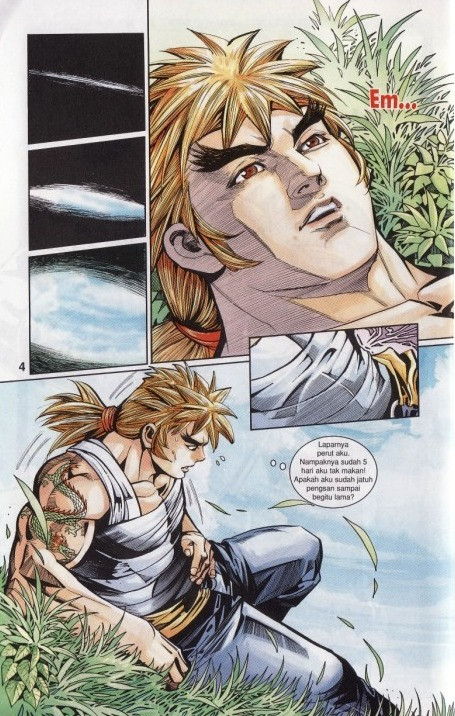 Em...
4
Laparnya
perut aku.
Nampaknya sudah 5
hari aku tak makan!
Apakah aku sudah jatuh
pengsan sampai
begitu lama?